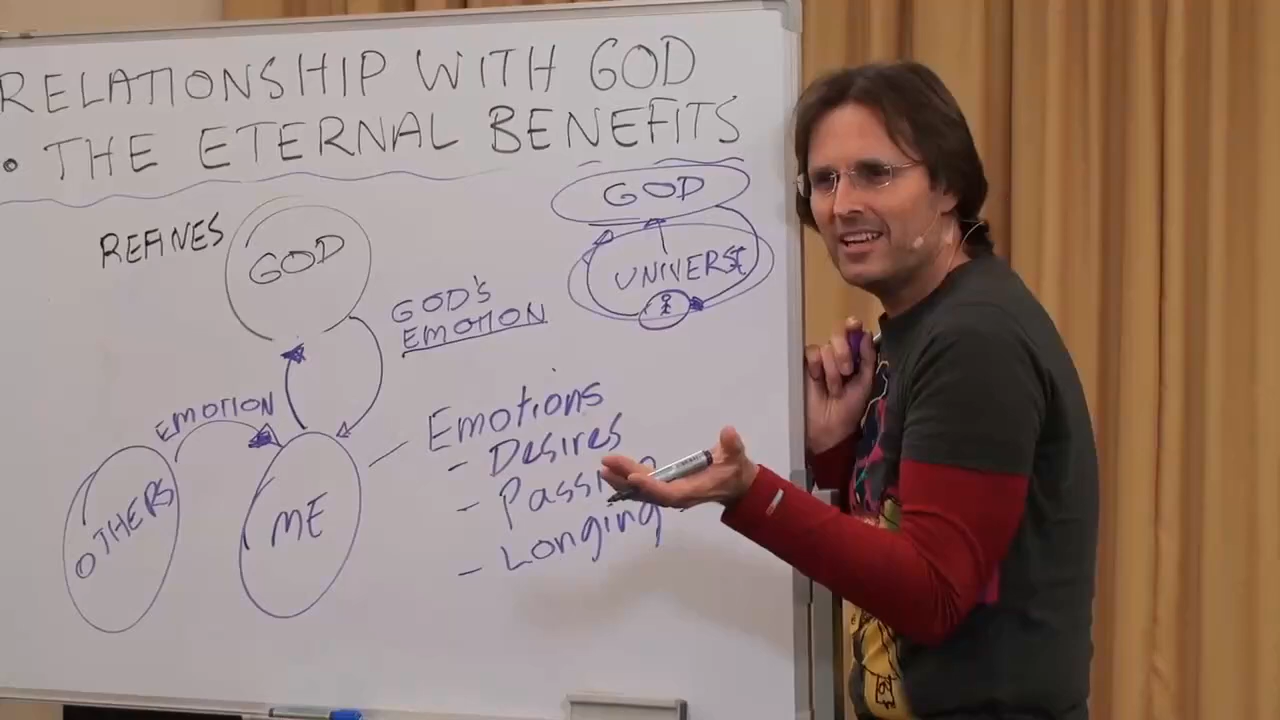 RELATIONSHIP WITH GOD
• THE ETERNAL BENEFITS
REFINES
GOD
GOD'S
EMOTION
EMOTION
OTHERS
ME
Emotions
- Desires
-
- Longing
GOD
UNIVERSE